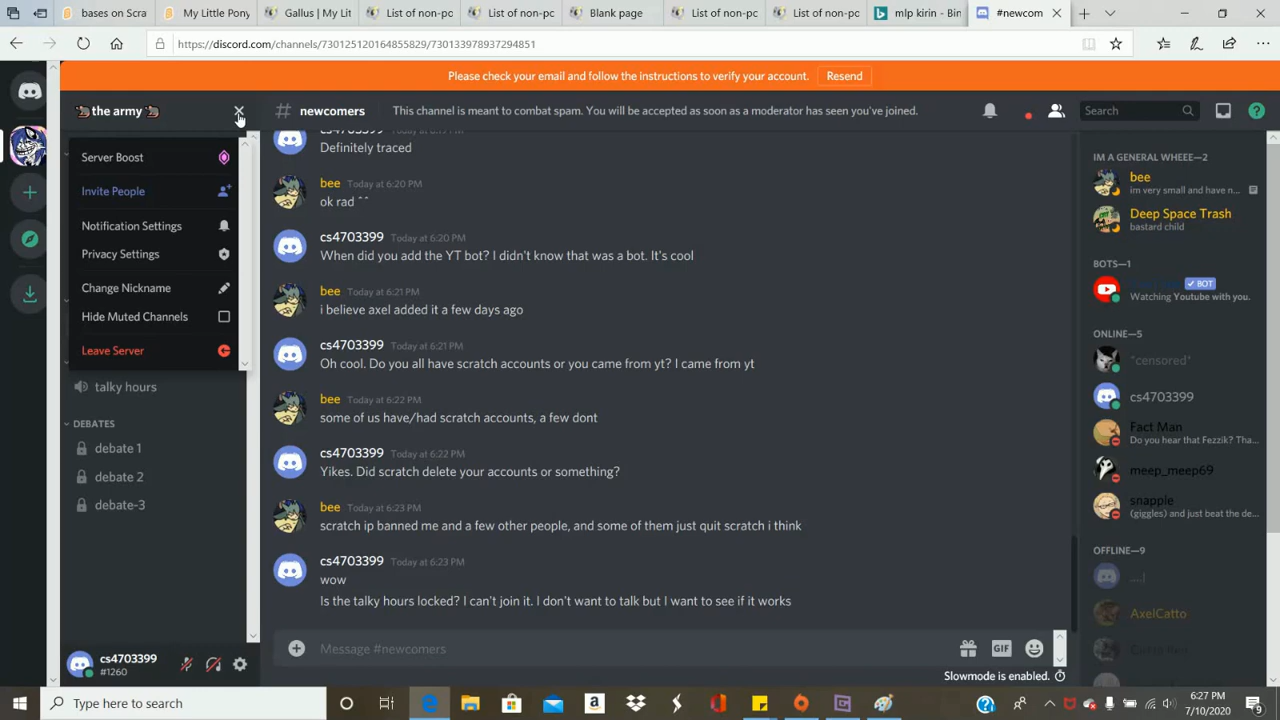 bases on Scra
My Little Pony
Gallus | My Lit
List of non-pc
List of non-pc
Blank page
List of non-pc
List of non-pc
mlp kirin - Bin
#newcom
https://discord.com/channels/730125120164855829/730133978937294851
Please check your email and follow the instructions to verify your account.
Resend
the army
# newcomers
This channel is meant to combat spam. You will be accepted as soon as a moderator has seen you've joined.
Search
Server Boost
Invite People
Notification Settings
Privacy Settings
Change Nickname
Hide Muted Channels
Leave Server
talky hours
DEBATES
debate 1
debate 2
debate-3
cs4703399
#1260
Definitely traced
bee Today at 6:20 PM
ok rad ^^
cs4703399 Today at 6:20 PM
When did you add the YT bot? I didn't know that was a bot. It's cool
bee Today at 6:21 PM
i believe axel added it a few days ago
cs4703399 Today at 6:21 PM
Oh cool. Do you all have scratch accounts or you came from yt? I came from yt
bee Today at 6:22 PM
some of us have/had scratch accounts, a few dont
cs4703399 Today at 6:22 PM
Yikes. Did scratch delete your accounts or something?
bee Today at 6:23 PM
scratch ip banned me and a few other people, and some of them just quit scratch i think
cs4703399 Today at 6:23 PM
wow
Is the talky hours locked? I can't join it. I don't want to talk but I want to see if it works
Message #newcomers
GIF
Slowmode is enabled.
IM A GENERAL WHEEE—2
bee
im very small and have n...
Deep Space Trash
bastard child
BOTS—1
BOT
Watching Youtube with you.
ONLINE—5
*censored*
cs4703399
Fact Man
Do you hear that Fezzik? Tha...
meep_meep69
snapple
(giggles) and just beat the de...
OFFLINE—9
....|
AxelCatto
Type here to search
6:27 PM
7/10/2020